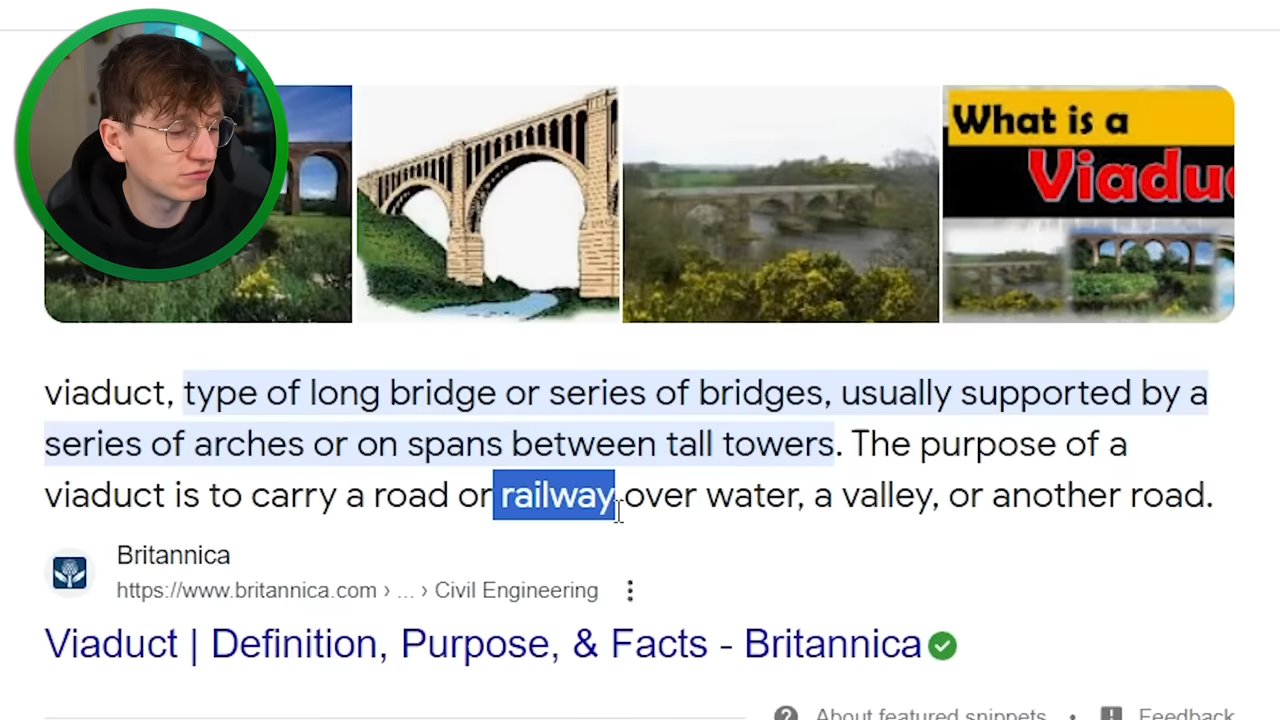 What is a
viaduct, type of long bridge or series of bridges, usually supported by a
series of arches or on spans between tall towers. The purpose of a
viaduct is to carry a road or railway over water, a valley, or another road.
Britannica
https://www.britannica.com › ... › Civil Engineering
Viaduct | Definition, Purpose, & Facts - Britannica
About featured snippets • Feedback